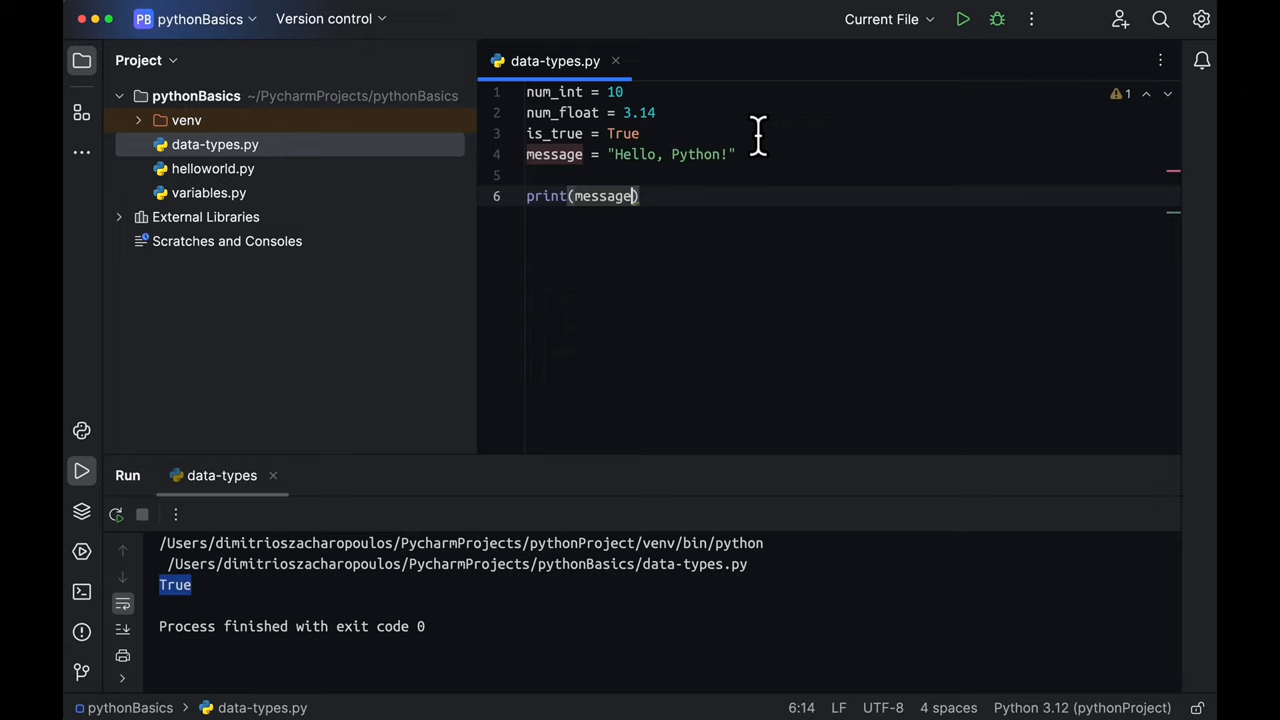 PB pythonBasics Version control Current File
Project
data-types.py
pythonBasics ~/PycharmProjects/pythonBasics
venv
data-types.py
helloworld.py
variables.py
External Libraries
Scratches and Consoles
1 num_int = 10
2 num_float = 3.14
3 is_true = True
4 message = "Hello, Python!"
5
6 print(message)
1
Run data-types
/Users/dimitrioszacharopoulos/PycharmProjects/pythonProject/venv/bin/python
/Users/dimitrioszacharopoulos/PycharmProjects/pythonBasics/data-types.py
True
Process finished with exit code 0
pythonBasics > data-types.py 6:14 LF UTF-8 4 spaces Python 3.12 (pythonProject)